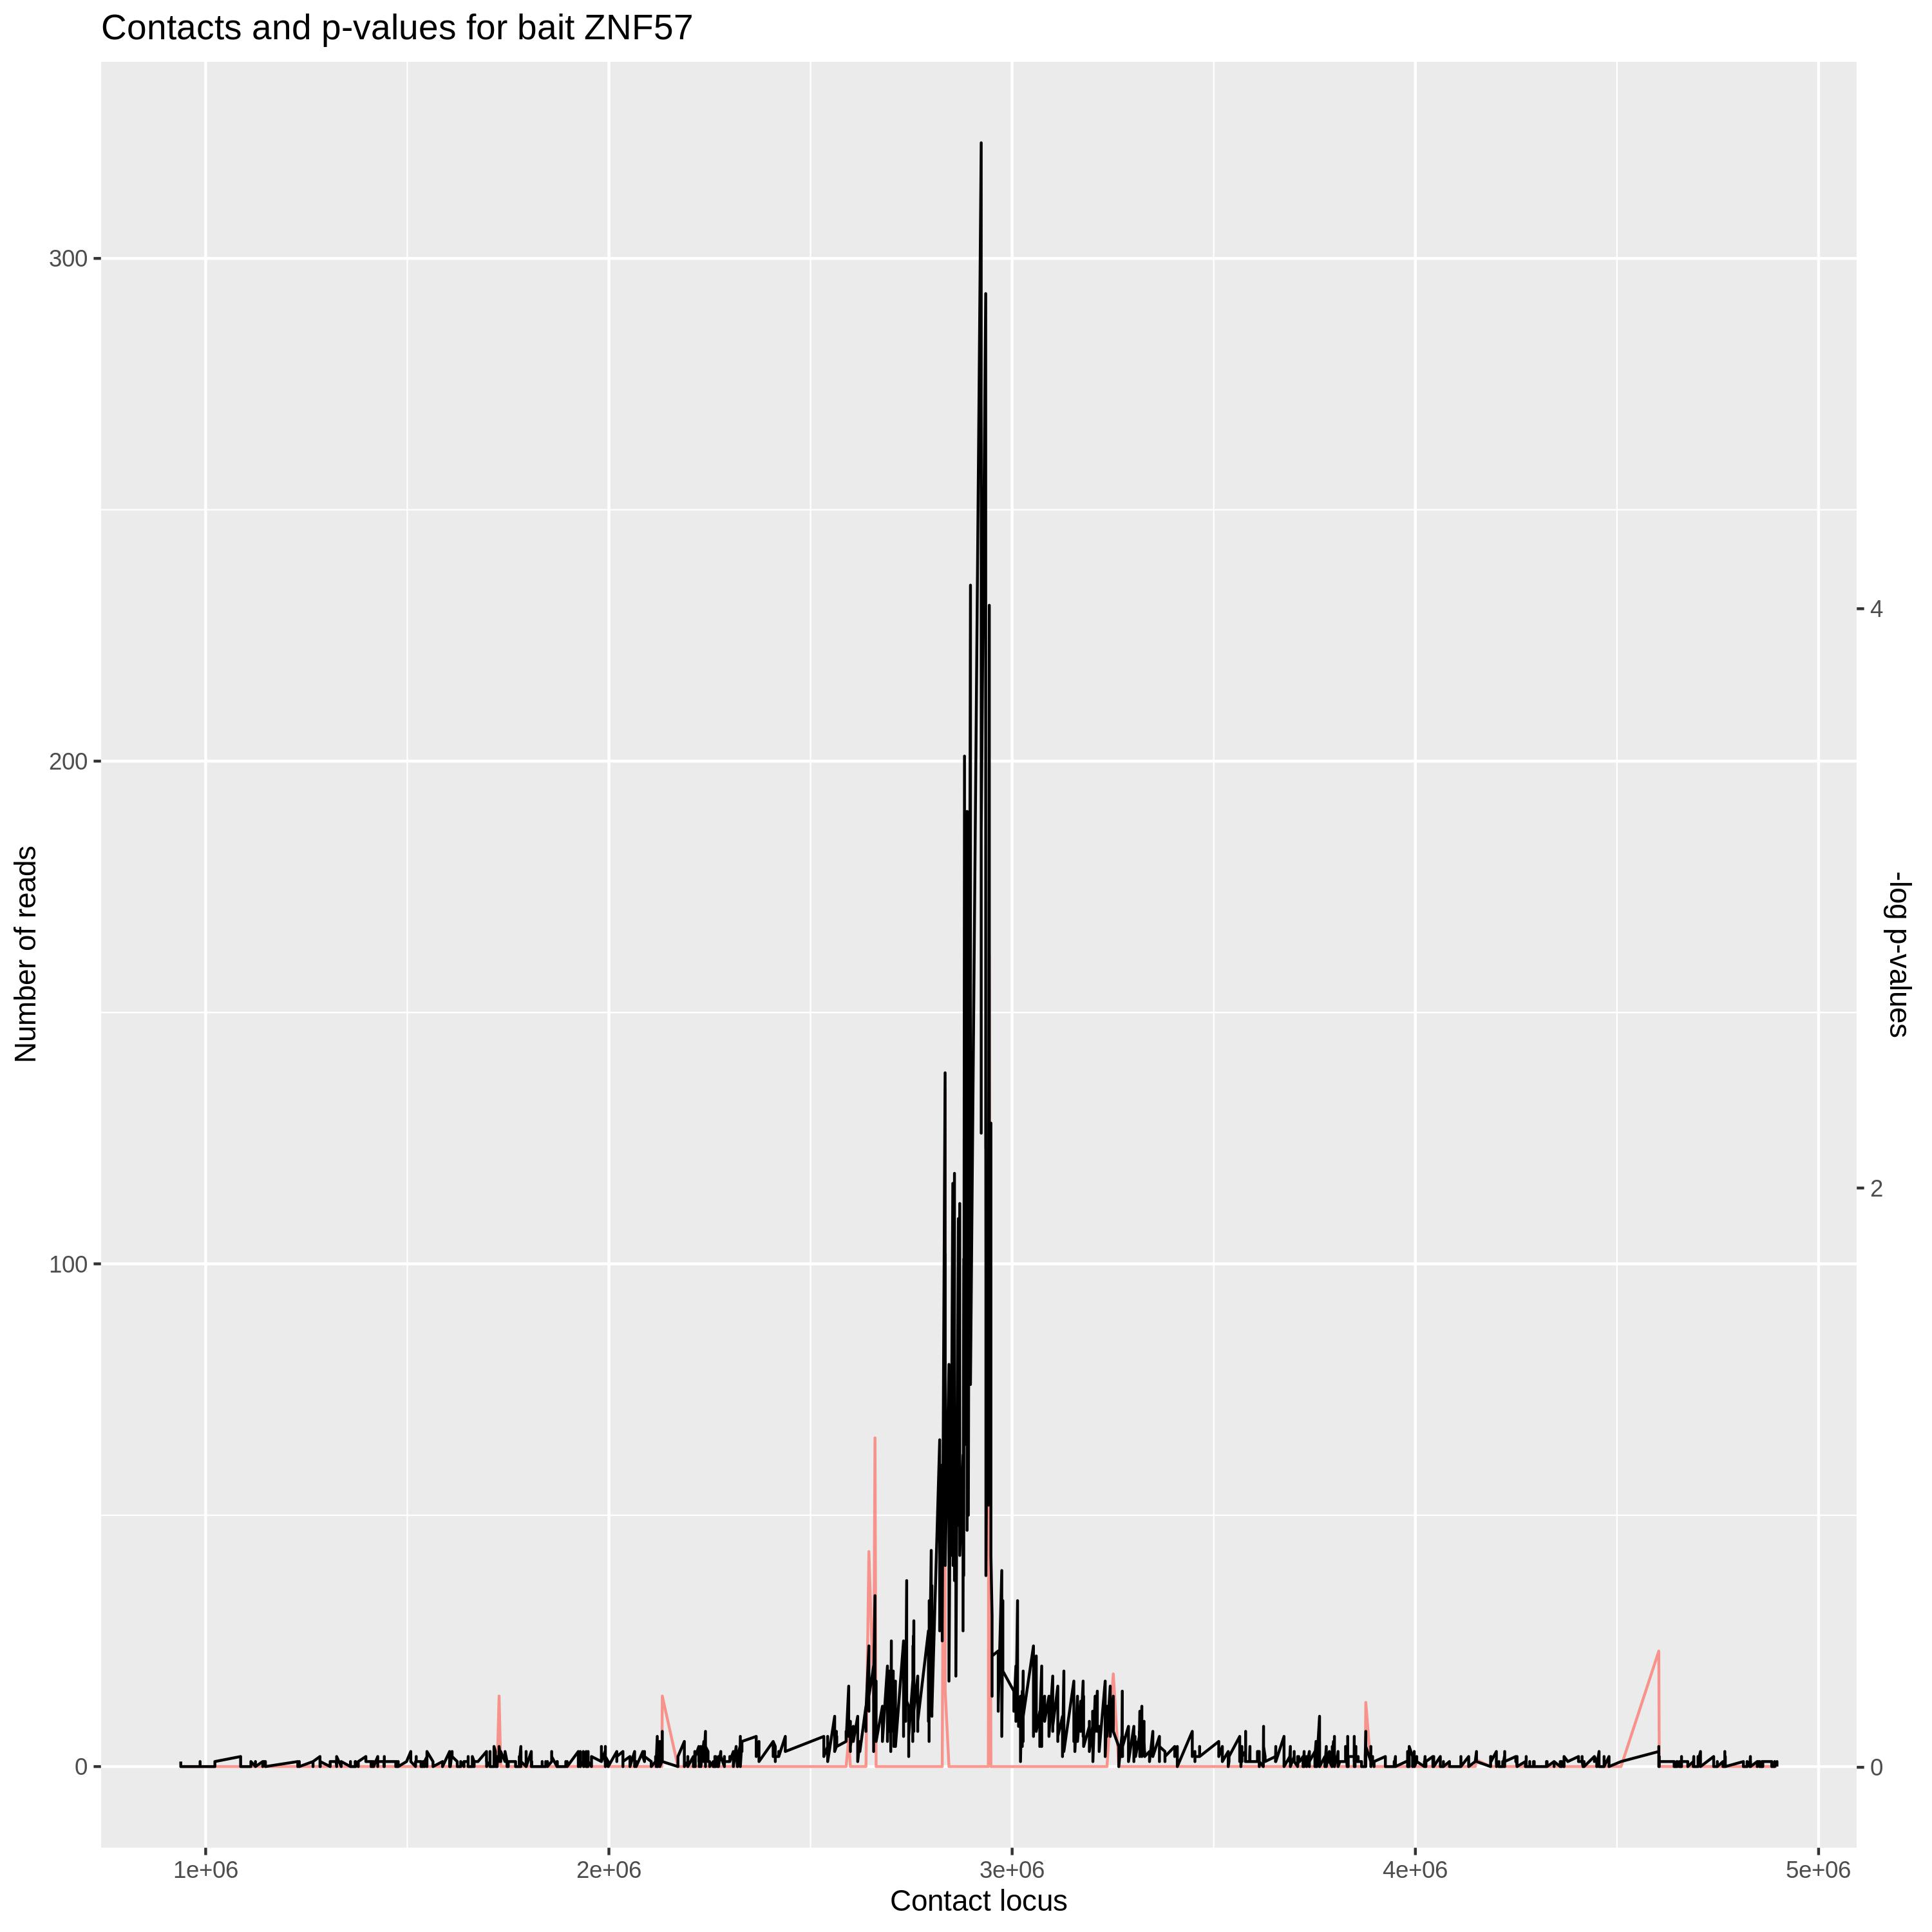 Contacts and p-values for bait ZNF57
300
200
100
0
4
2
0
Number of reads
-log p-values
1e+06
2e+06
3e+06
4e+06
5e+06
Contact locus